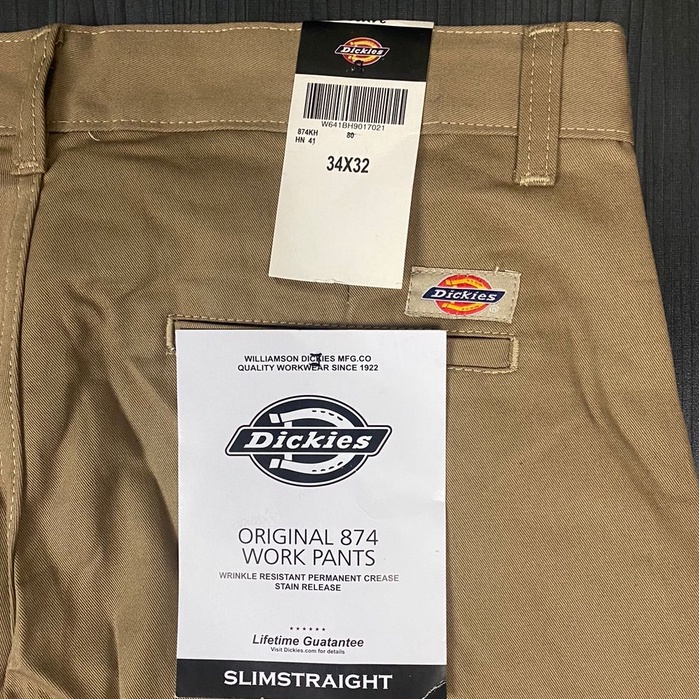 Dickies
W641BH9017021
874KH 80
HN 41
34X32
Dickies
WILLIAMSON DICKIES MFG.CO
QUALITY WORKWEAR SINCE 1922
Dickies
ORIGINAL 874
WORK PANTS
WRINKLE RESISTANT PERMANENT CREASE
STAIN RELEASE
Lifetime Guatantee
Visit Dickies.com for details
SLIMSTRAIGHT